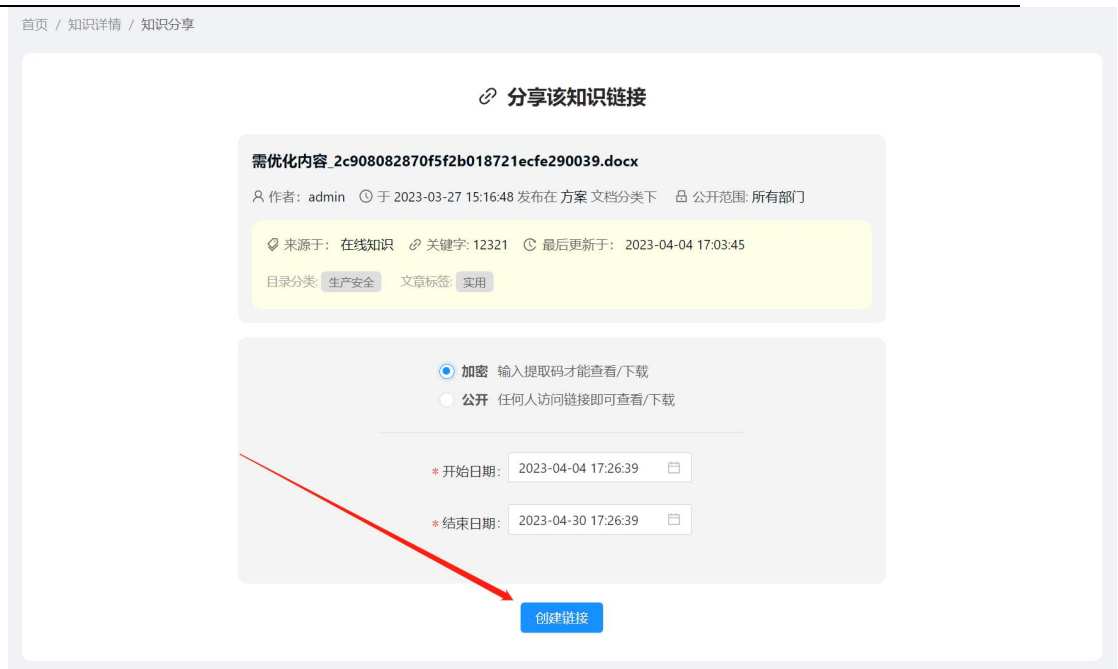 首页 / 知识详情 / 知识分享
分享该知识链接
需优化内容_2c908082870f5f2b018721ecfe290039.docx
作者: admin 于 2023-03-27 15:16:48 发布在 方案 文档分类下 公开范围: 所有部门
来源于: 在线知识 关键字: 12321 最后更新于: 2023-04-04 17:03:45
目录分类: 生产安全 文章标签: 实用
加密 输入提取码才能查看/下载
公开 任何人访问链接即可查看/下载
* 开始日期: 2023-04-04 17:26:39
* 结束日期: 2023-04-30 17:26:39
创建链接